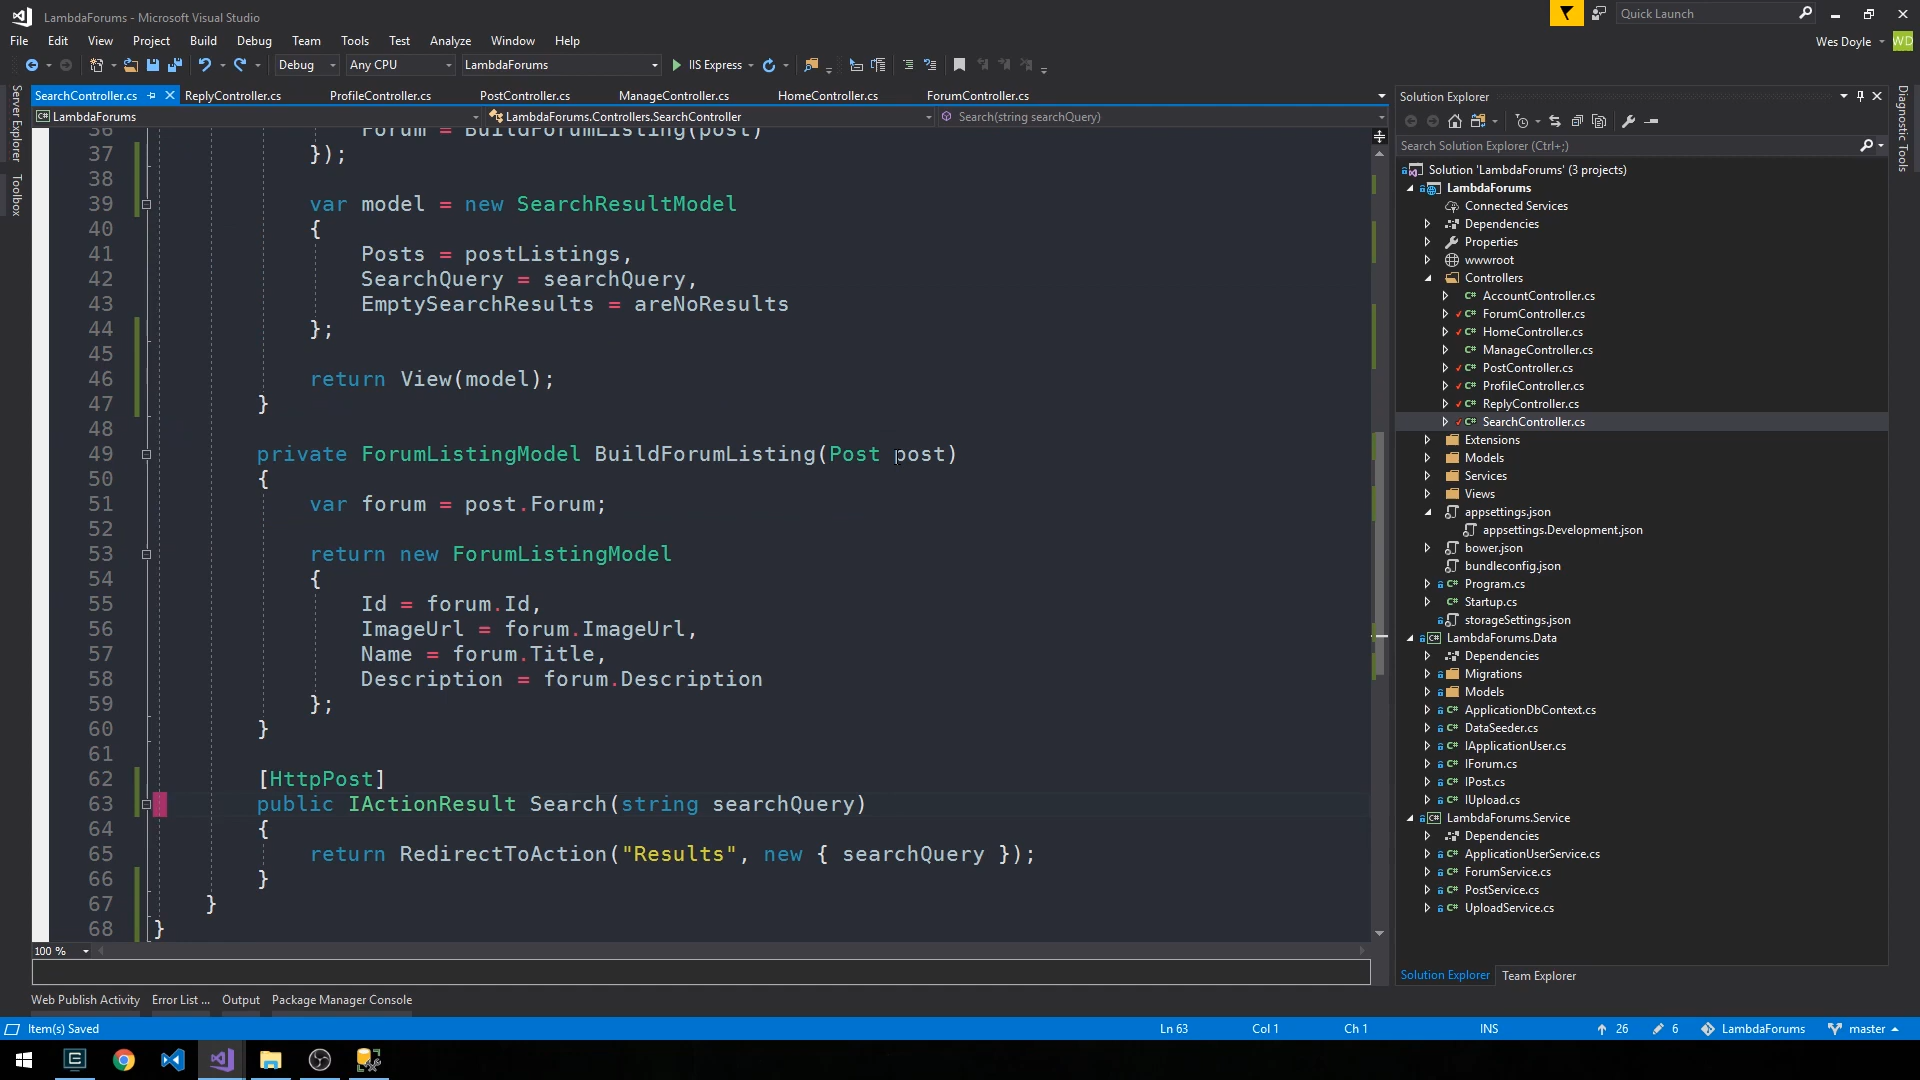 LambdaForums - Microsoft Visual Studio
Quick Launch
File Edit View Project Build Debug Team Tools Test Analyze Window Help
Wes Doyle WD
Debug Any CPU LambdaForums IIS Express
SearchController.cs ReplyController.cs ProfileController.cs PostController.cs ManageController.cs HomeController.cs ForumController.cs
LambdaForums LambdaForums.Controllers.SearchController Search(string searchQuery)
Server Explorer
Toolbox
36 Forum = BuildForumListing(post)
37 });
38
39 var model = new SearchResultModel
40 {
41 Posts = postListings,
42 SearchQuery = searchQuery,
43 EmptySearchResults = areNoResults
44 };
45
46 return View(model);
47 }
48
49 private ForumListingModel BuildForumListing(Post post)
50 {
51 var forum = post.Forum;
52
53 return new ForumListingModel
54 {
55 Id = forum.Id,
56 ImageUrl = forum.ImageUrl,
57 Name = forum.Title,
58 Description = forum.Description
59 };
60 }
61
62 [HttpPost]
63 public IActionResult Search(string searchQuery)
64 {
65 return RedirectToAction("Results", new { searchQuery });
66 }
67 }
68 }
100 %
Solution Explorer
Search Solution Explorer (Ctrl+;)
Solution 'LambdaForums' (3 projects)
LambdaForums
Connected Services
Dependencies
Properties
wwwroot
Controllers
C# AccountController.cs
C# ForumController.cs
C# HomeController.cs
C# ManageController.cs
C# PostController.cs
C# ProfileController.cs
C# ReplyController.cs
C# SearchController.cs
Extensions
Models
Services
Views
appsettings.json
appsettings.Development.json
bower.json
bundleconfig.json
C# Program.cs
C# Startup.cs
storageSettings.json
C# LambdaForums.Data
Dependencies
Migrations
Models
C# ApplicationDbContext.cs
C# DataSeeder.cs
C# IApplicationUser.cs
C# IForum.cs
C# IPost.cs
C# IUpload.cs
C# LambdaForums.Service
Dependencies
C# ApplicationUserService.cs
C# ForumService.cs
C# PostService.cs
C# UploadService.cs
Solution Explorer Team Explorer
Diagnostic Tools
Web Publish Activity Error List ... Output Package Manager Console
Item(s) Saved Ln 63 Col 1 Ch 1 INS 26 6 LambdaForums master